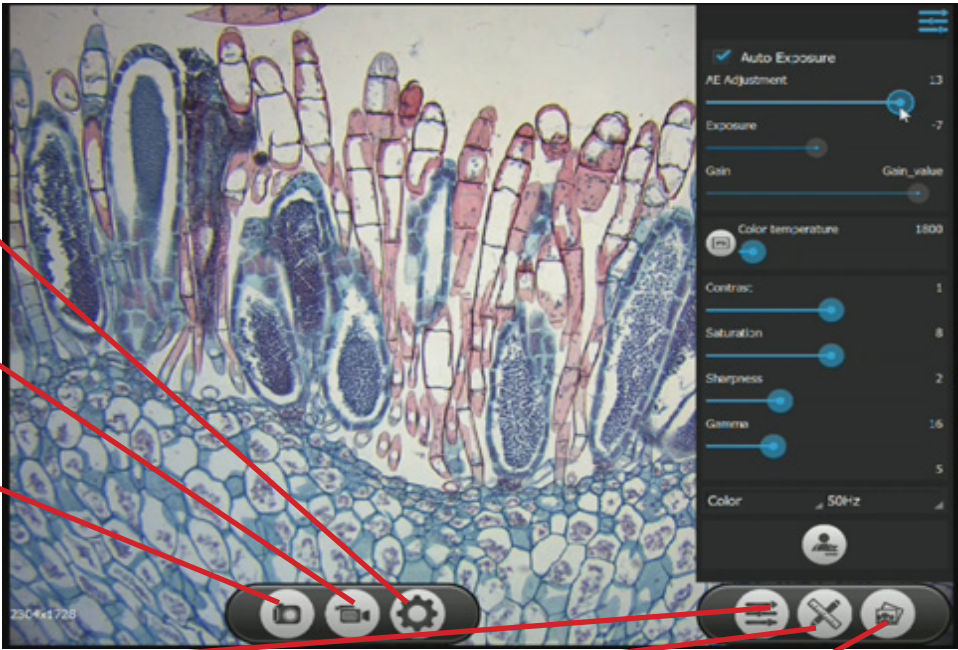 Auto Exposure
AE Adjustment 13
Exposure -7
Gain Gain_value
Color temperature 1800
Contrast 1
Saturation 8
Sharpness 2
Gamma 16
5
Color 50Hz
2304x1728